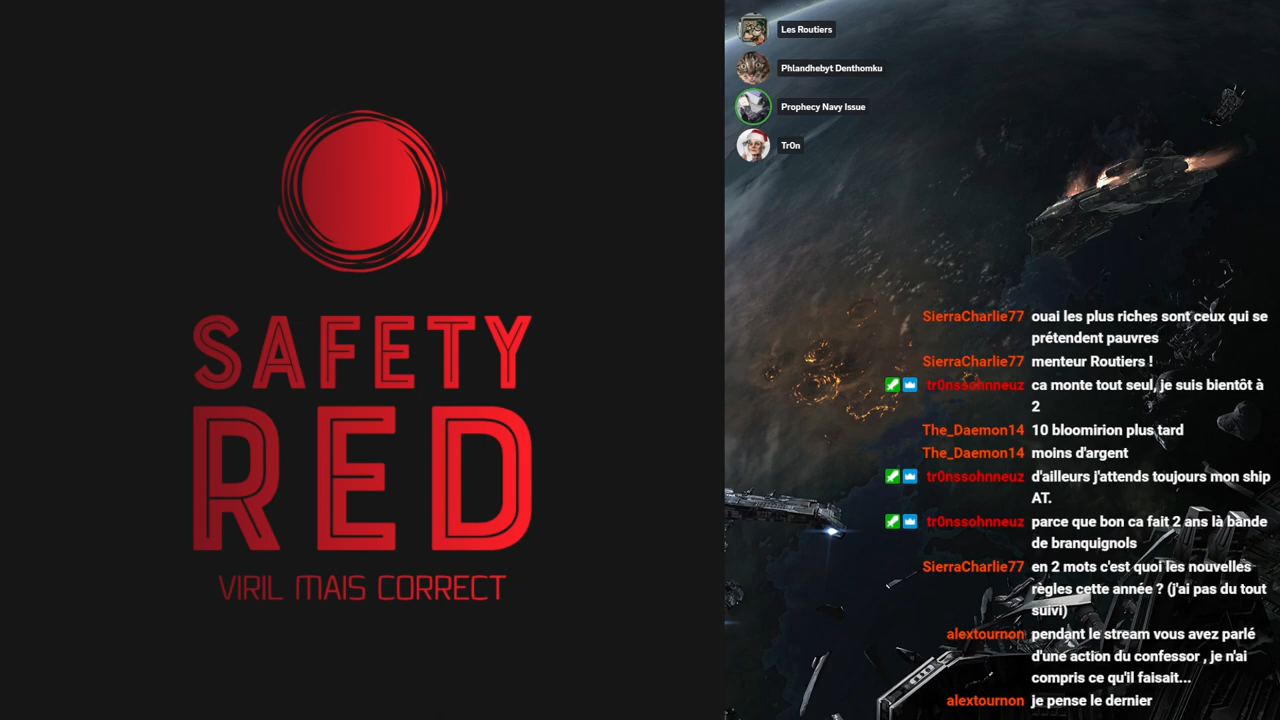 SAFETY
RED
VIRIL MAIS CORRECT
Les Routiers
Phlandhebyt Denthomku
Prophecy Navy Issue
Tr0n
SierraCharlie77 ouai les plus riches sont ceux qui se
prétendent pauvres
SierraCharlie77 menteur Routiers !
tr0nssohnneuz ca monte tout seul, je suis bientôt à
2
The_Daemon14 10 bloomirion plus tard
The_Daemon14 moins d'argent
tr0nssohnneuz d'ailleurs j'attends toujours mon ship
AT.
tr0nssohnneuz parce que bon ca fait 2 ans là bande
de branquignols
SierraCharlie77 en 2 mots c'est quoi les nouvelles
règles cette année ? (j'ai pas du tout
suivi)
alextournon pendant le stream vous avez parlé
d'une action du confessor , je n'ai
compris ce qu'il faisait...
alextournon je pense le dernier